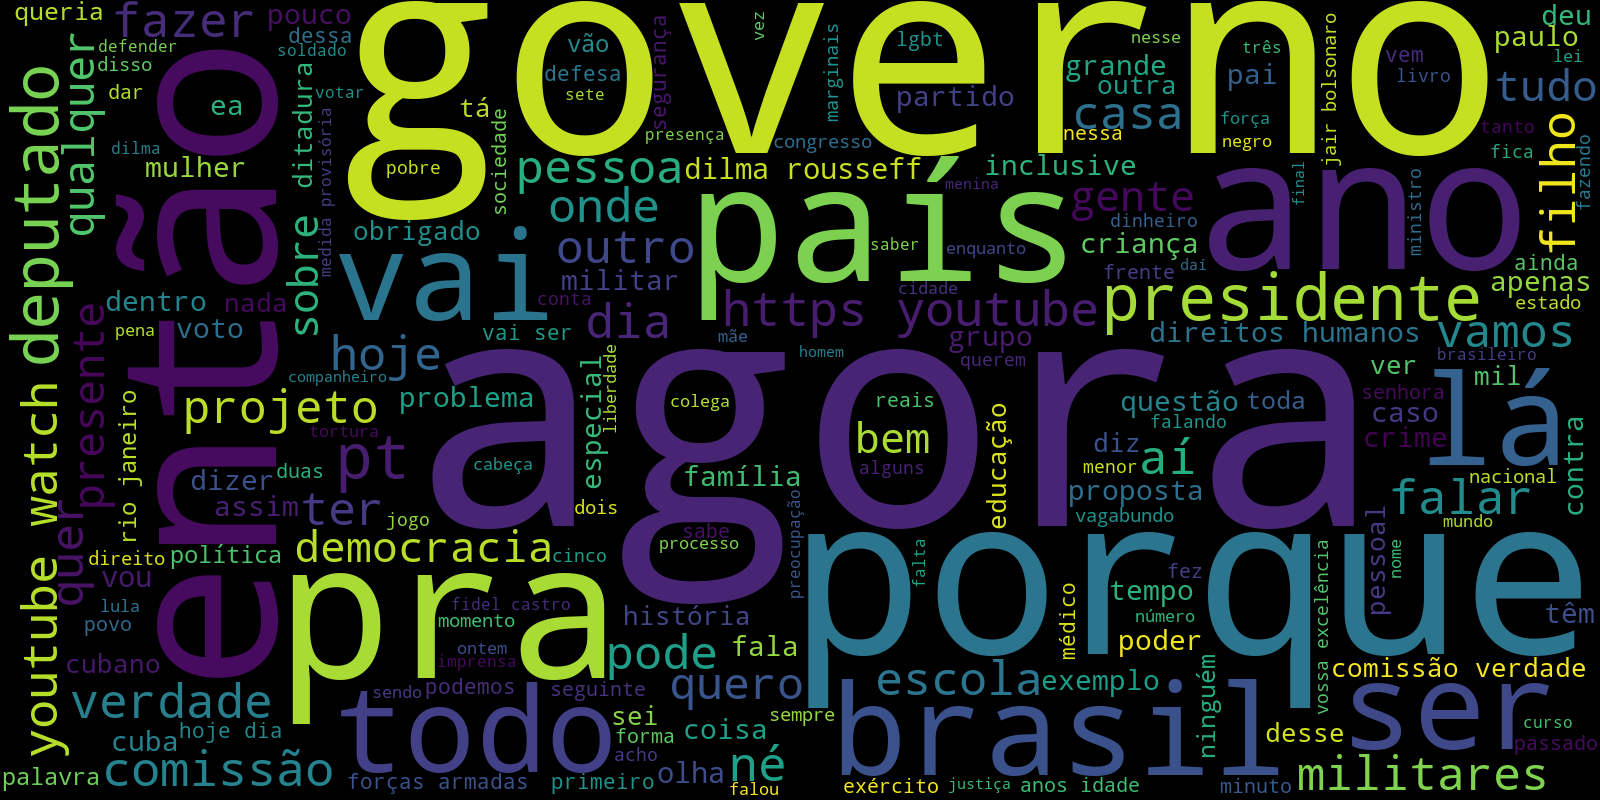 queria
fazer
pouco
governo
vez
lgbt
nesse
três
jair bolsonaro
deu
defender
dessa
soldado
segurança
vão
marginais
grande
outra
pai
vem
paulo
lei
disso
dar
ea
votar
tá
defesa
sete
partido
casa
livro
tudo
deputado
qualquer
então
ditadura
sociedade
presença
congresso
nessa
força
negro
tanto
fica
dilma
mulher
medida provisória
pobre
pessoa
dilma rousseff
inclusive
menina
ano
final
ministro
filho
fazendo
sobre
obrigado
vai
onde
outro
militar
país
saber
enquanto
gente
dinheiro
criança
frente
daí
ainda
apenas
estado
dentro
nada
presente
voto
pena
vai ser
conta
dia
https youtube
cidade
presidente
direitos humanos
vamos
mãe
homem
grupo
querem
brasileiro
hoje
companheiro
problema
especial
liberdade
agora
ver
mil
lá
senhora
caso
crime
contra
projeto
tortura
pt
rio janeiro
youtube watch
quer
dizer
duas
assim
ter
jogo
cabeça
dois
colega
reais
bem
alguns
família
sabe
processo
educação
questão
toda
falando
diz
menor
aí
proposta
vagabundo
nacional
falar
mundo
direito
política
democracia
cinco
preocupação
falta
porque
pessoal
nome
vou
lula
povo
pra
fidel castro
momento
ontem
imprensa
história
fala
pode
médico
fez
tempo
número
poder
vossa excelência
têm
cubano
verdade
comissão verdade
cuba
hoje dia
todo
sendo
podemos
seguinte
sei
forma
acho
quero
coisa
sempre
escola
exemplo
ninguém
brasil
ser
desse
curso
passado
palavra
comissão
forças armadas
primeiro
olha
né
falou
exército
justiça
anos idade
minuto
militares